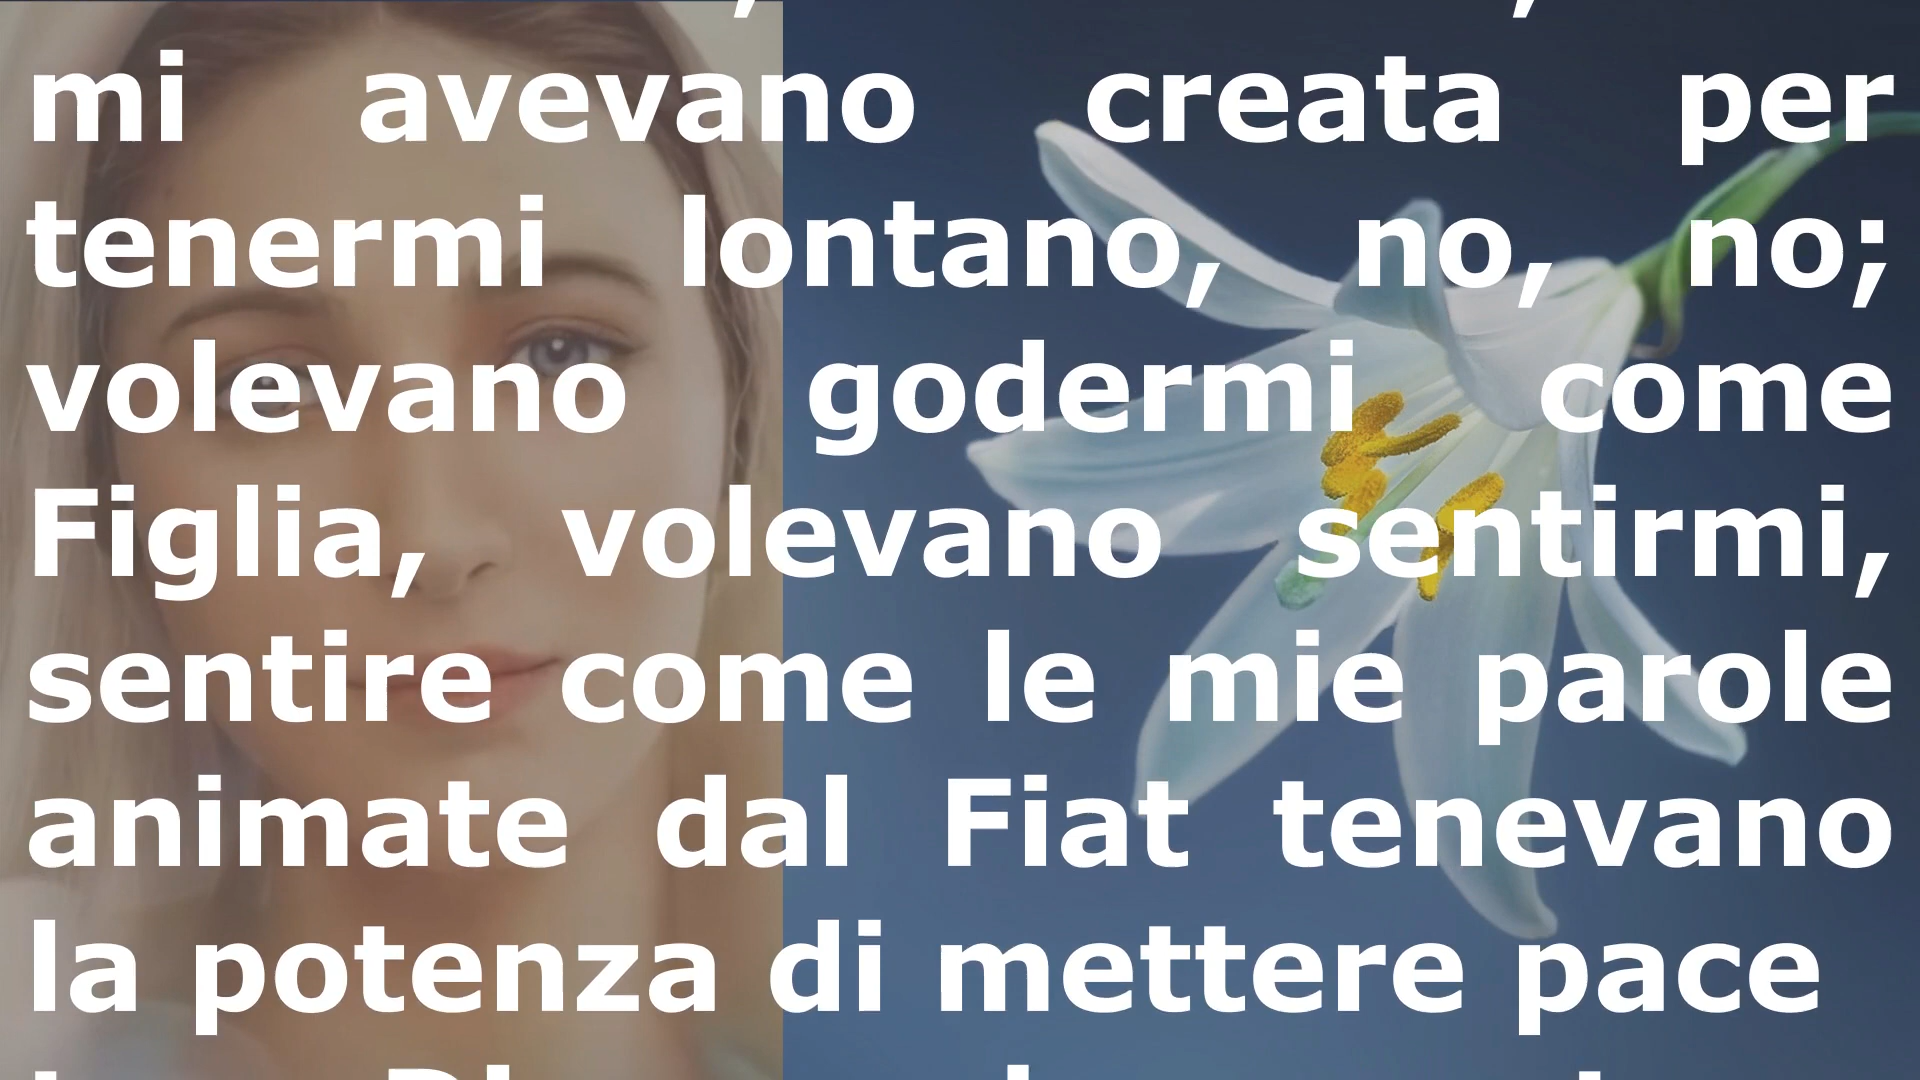 mi avevano creata per
tenermi lontano, no, no;
volevano godermi come
Figlia, volevano sentirmi,
sentire come le mie parole
animate dal Fiat tenevano
la potenza di mettere pace